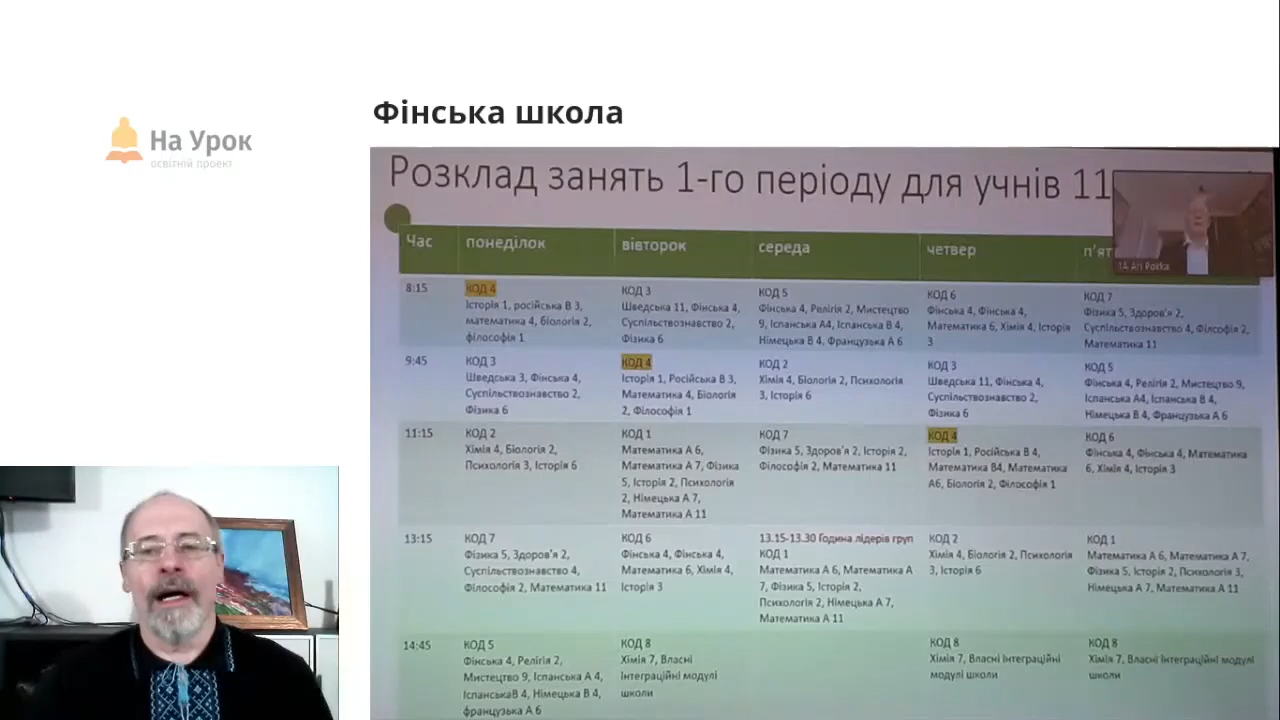 Фінська школа
На Урок
освітній проект
Розклад занять 1-го періоду для учнів 11
1A Ari Pokka
Час понеділок вівторок середа четвер п'ят
8:15
КОД 4
Історія 1, російська В 3,
математика 4, біологія 2,
філософія 1
КОД 3
Шведська 11, Фінська 4,
Суспільствознавство 2,
Фізика 6
КОД 5
Фінська 4, Релігія 2, Мистецтво
9, Іспанська А4, Іспанська В 4,
Німецька В 4, Французька А 6
КОД 6
Фінська 4, Фінська 4,
Математика 6, Хімія 4, Історія
3
КОД 7
Фізика 5, Здоров'я 2,
Суспільствознавство 4, Філсофія 2,
Математика 11
9:45
КОД 3
Шведська 3, Фінська 4,
Суспільствознавство 2,
Фізика 6
КОД 4
Історія 1, Російська В 3,
Математика 4, Біологія
2, Філософія 1
КОД 2
Хімія 4, Біологія 2, Психологія
3, Історія 6
КОД 3
Шведська 11, Фінська 4,
Суспільствознавство 2,
Фізика 6
КОД 5
Фінська 4, Релігія 2, Мистецтво 9,
Іспанська А4, Іспанська В 4,
Німецька В 4, Французька А 6
11:15
КОД 2
Хімія 4, Біологія 2,
Психологія 3, Історія 6
КОД 1
Математика А 6,
Математика А 7, Фізика
5, Історія 2, Психологія
2, Німецька А 7,
Математика А 11
КОД 7
Фізика 5, Здоров'я 2, Історія 2,
Філософія 2, Математика 11
КОД 4
Історія 1, Російська В 4,
Математика В4, Математика
А6, Біологія 2, Філософія 1
КОД 6
Фінська 4, Фінська 4, Математика
6, Хімія 4, Історія 3
13:15
КОД 7
Фізика 5, Здоров'я 2,
Суспільствознавство 4,
Філософія 2, Математика 11
КОД 6
Фінська 4, Фінська 4,
Математика 6, Хімія 4,
Історія 3
13.15-13.30 Година лідерів груп
КОД 1
Математика А 6, Математика А
7, Фізика 5, Історія 2,
Психологія 2, Німецька А 7,
Математика А 11
КОД 2
Хімія 4, Біологія 2, Психологія
3, Історія 6
КОД 1
Математика А 6, Математика А 7,
Фізика 5, Історія 2, Психологія 3,
Німецька А 7, Математика А 11
14:45
КОД 5
Фінська 4, Релігія 2,
Мистецтво 9, Іспанська А 4,
ІспанськаВ 4, Німецька В 4,
французька А 6
КОД 8
Хімія 7, Власні
Інтеграційні модулі
школи
КОД 8
Хімія 7, Власні Інтеграційні
модулі школи
КОД 8
Хімія 7, Власні Інтеграційні модулі
школи